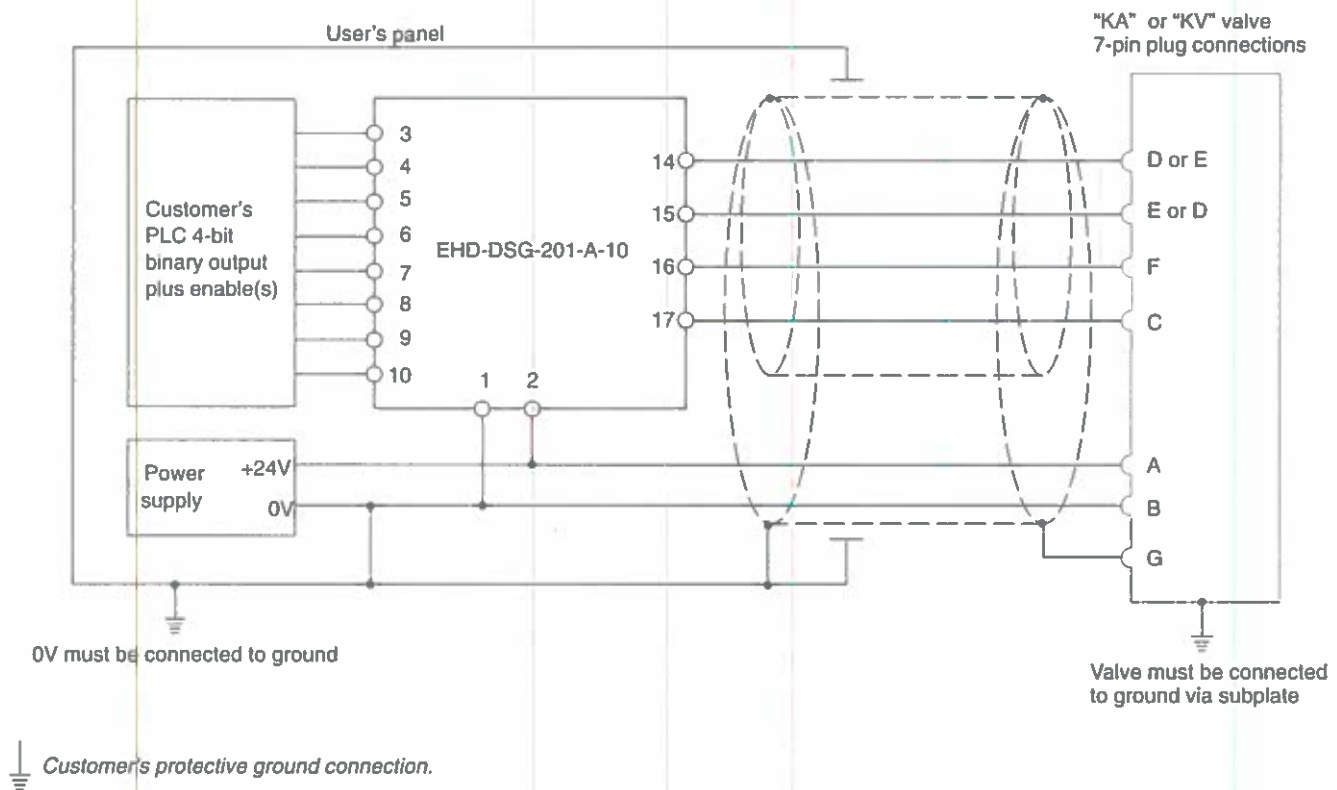 User's panel
"KA" or "KV" valve
7-pin plug connections
Customer's
PLC 4-bit
binary output
plus enable(s)
3
4
5
6
7
8
9
10
EHD-DSG-201-A-10
1 2
14
15
16
17
D or E
E or D
F
C
A
B
G
Power
supply
+24V
0V
0V must be connected to ground
Valve must be connected
to ground via subplate
Customer's protective ground connection.